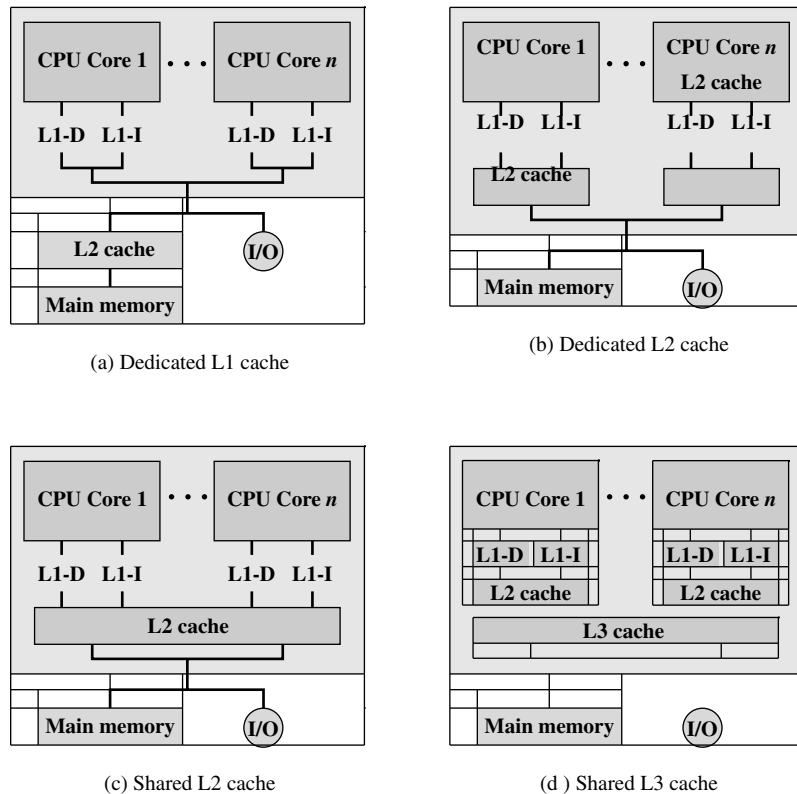 CPU Core 1 • • • CPU Core n
L1-D L1-I L1-D L1-I
L2 cache I/O
Main memory
(a) Dedicated L1 cache
CPU Core 1 • • • CPU Core n
L2 cache
L1-D L1-I L1-D L1-I
L2 cache
Main memory I/O
(b) Dedicated L2 cache
CPU Core 1 • • • CPU Core n
L1-D L1-I L1-D L1-I
L2 cache
Main memory I/O
(c) Shared L2 cache
CPU Core 1 • • • CPU Core n
L1-D L1-I L1-D L1-I
L2 cache L2 cache
L3 cache
Main memory I/O
(d ) Shared L3 cache